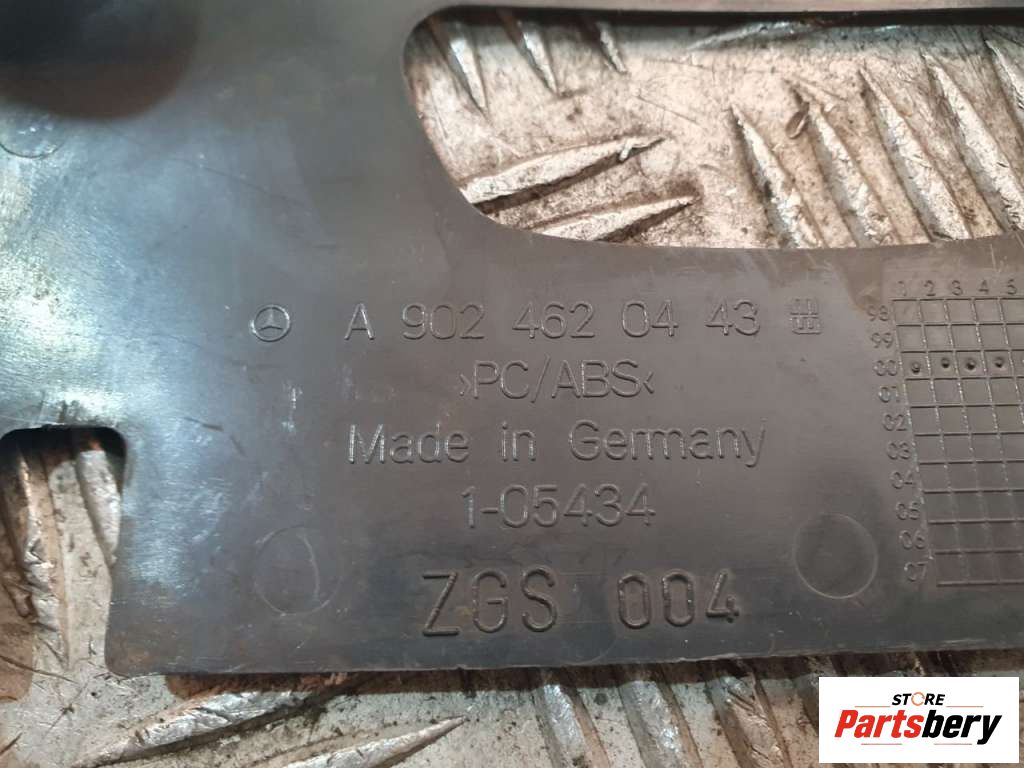 A 902 462 04 43
>PC/ABS<
Made in Germany
1-05434
ZGS 004
1 2 3 4 5
98
99
00
01
02
03
04
05
06
07
STORE
Partsbery